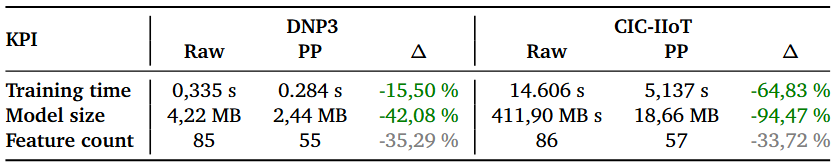 KPI DNP3 CIC-IIoT
Raw PP Δ Raw PP Δ
Training time 0,335 s 0.284 s -15,50 % 14.606 s 5,137 s -64,83 %
Model size 4,22 MB 2,44 MB -42,08 % 411,90 MB s 18,66 MB -94,47 %
Feature count 85 55 -35,29 % 86 57 -33,72 %